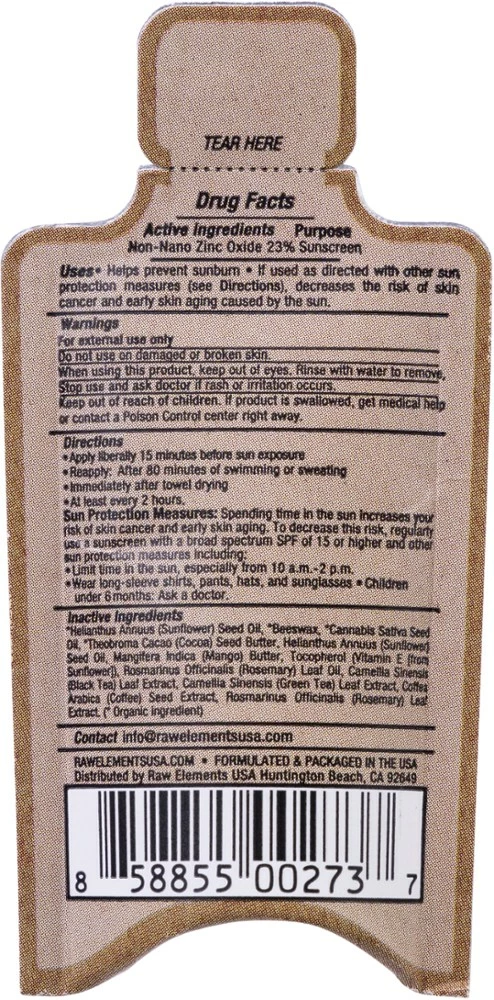 TEAR HERE
Drug Facts
Active Ingredients Purpose
Non-Nano Zinc Oxide 23% Sunscreen
Uses• Helps prevent sunburn • If used as directed with other sun
protection measures (see Directions), decreases the risk of skin
cancer and early skin aging caused by the sun.
Warnings
For external use only
Do not use on damaged or broken skin.
When using this product, keep out of eyes. Rinse with water to remove.
Stop use and ask doctor if rash or irritation occurs.
Keep out of reach of children. If product is swallowed, get medical help
or contact a Poison Control center right away.
Directions
•Apply liberally 15 minutes before sun exposure
•Reapply: After 80 minutes of swimming or sweating
•Immediately after towel drying
•At least every 2 hours.
Sun Protection Measures: Spending time in the sun increases your
risk of skin cancer and early skin aging. To decrease this risk, regularly
use a sunscreen with a broad spectrum SPF of 15 or higher and other
sun protection measures including:
•Limit time in the sun, especially from 10 a.m.-2 p.m.
•Wear long-sleeve shirts, pants, hats, and sunglasses • Children
under 6 months: Ask a doctor.
Inactive Ingredients
*Helianthus Annuus (Sunflower) Seed Oil, *Beeswax, *Cannabis Sativa Seed
Oil, *Theobroma Cacao (Cocoa) Seed Butter, Helianthus Annuus (Sunflower)
Seed Oil, Mangifera Indica (Mango) Butter, Tocopherol (Vitamin E [from
Sunflower]), Rosmarinus Officinalis (Rosemary) Leaf Oil, Camellia Sinensis
(Black Tea) Leaf Extract, Camellia Sinensis (Green Tea) Leaf Extract, Coffea
Arabica (Coffee) Seed Extract, Rosmarinus Officinalis (Rosemary) Leaf
Extract. (* Organic ingredient)
Contact info@rawelementsusa.com
RAWELEMENTSUSA.COM • FORMULATED & PACKAGED IN THE USA
Distributed by Raw Elements USA Huntington Beach, CA 92649
8 58855 00273 7